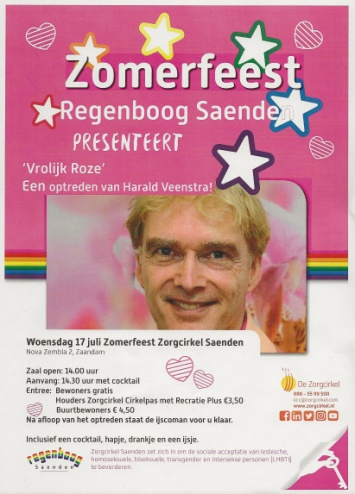 Zomerfeest
Regenboog Saenden
PRESENTEERT
'Vrolijk Roze'
Een optreden van Harald Veenstra!
Woensdag 17 juli Zomerfeest Zorgcirkel Saenden
Nova Zembla 2, Zaandam
Zaal open: 14.00 uur
Aanvang: 14.30 uur met cocktail
Entree: Bewoners gratis
Houders Zorgcirkel Cirkelpas met Recratie Plus €3,50
Buurtbewoners € 4,50
Na afloop van het optreden staat de ijscoman voor u klaar.
Inclusief een cocktail, hapje, drankje en een ijsje.
De Zorgcirkel
088 - 55 99 500
kcc@zorgcirkel.com
www.zorgcirkel.nl
regenboog
Saenden
Zorgcirkel Saenden zet zich in om de sociale acceptatie van lesbische,
homoseksuele, biseksuele, transgender en intersekse personen (LHBTI)
te bevorderen.